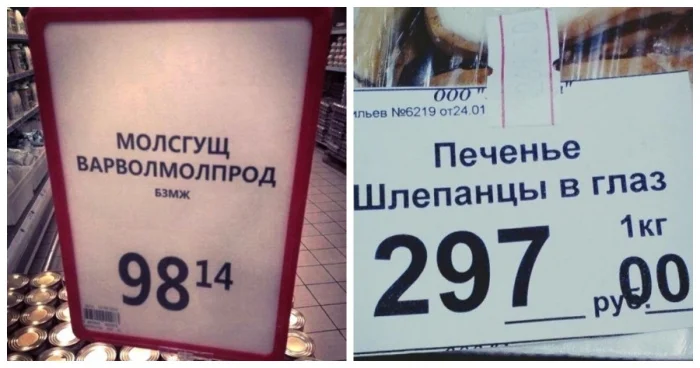 МОЛСГУЩ
ВАРВОЛМОЛПРОД
БЗМЖ
98 14
ООО "
льев №6219 от24.01
Печенье
Шлепанцы в глаз
1кг
297 руб. 00